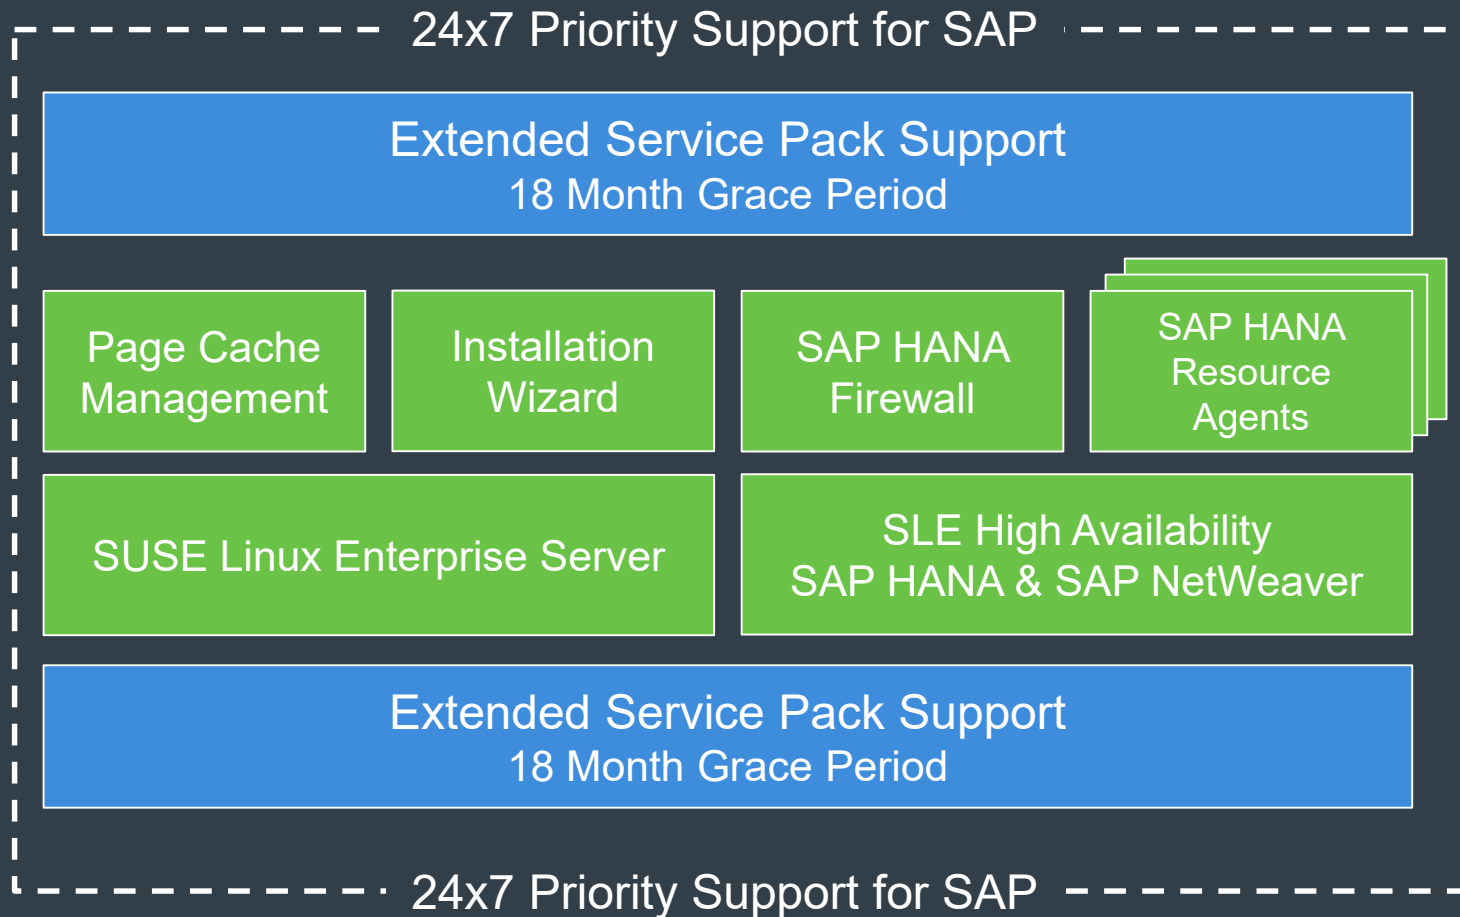 24x7 Priority Support for SAP
Extended Service Pack Support
18 Month Grace Period
Page Cache
Management
Installation
Wizard
SAP HANA
Firewall
SAP HANA
Resource
Agents
SUSE Linux Enterprise Server
SLE High Availability
SAP HANA & SAP NetWeaver
Extended Service Pack Support
18 Month Grace Period
24x7 Priority Support for SAP